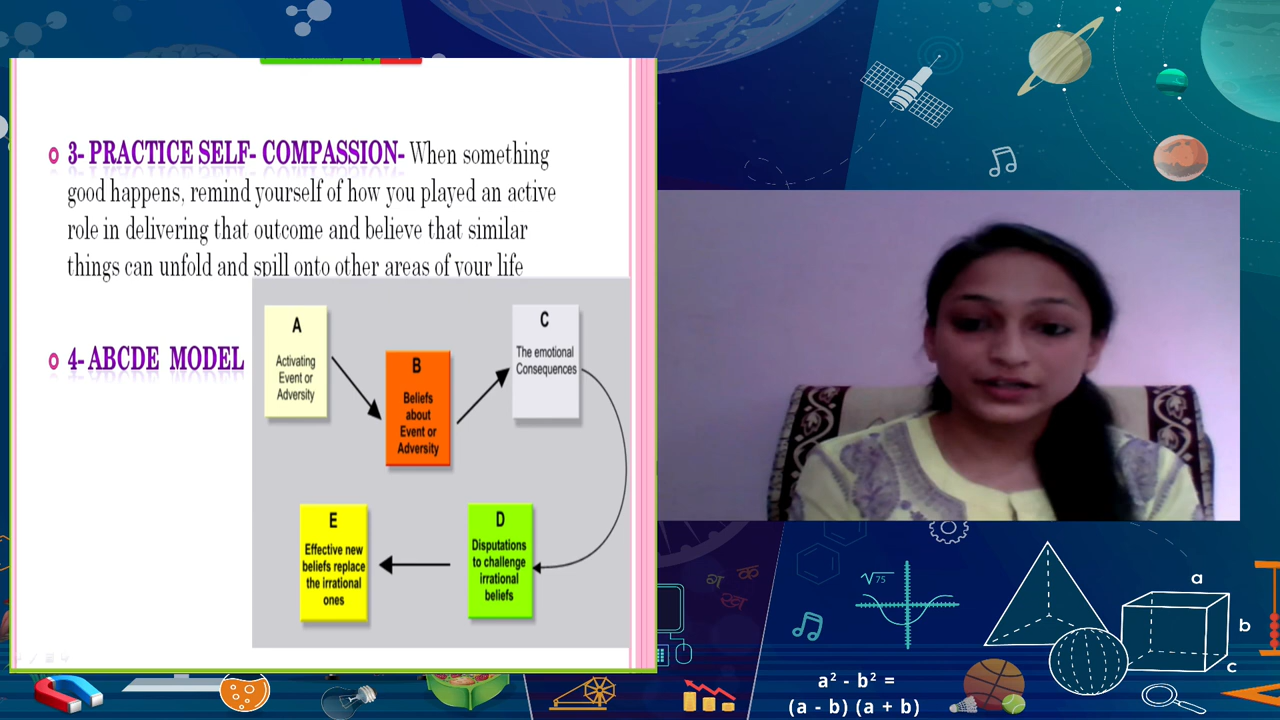 3- PRACTICE SELF- COMPASSION- When something
good happens, remind yourself of how you played an active
role in delivering that outcome and believe that similar
things can unfold and spill onto other areas of your life
4- ABCDE MODEL
A
Activating
Event or
Adversity
B
Beliefs
about
Event or
Adversity
C
The emotional
Consequences
D
Disputations
to challenge
irrational
beliefs
E
Effective new
beliefs replace
the irrational
ones
ग
क
ख
√75
a
b
c
a² - b² =
(a - b) (a + b)